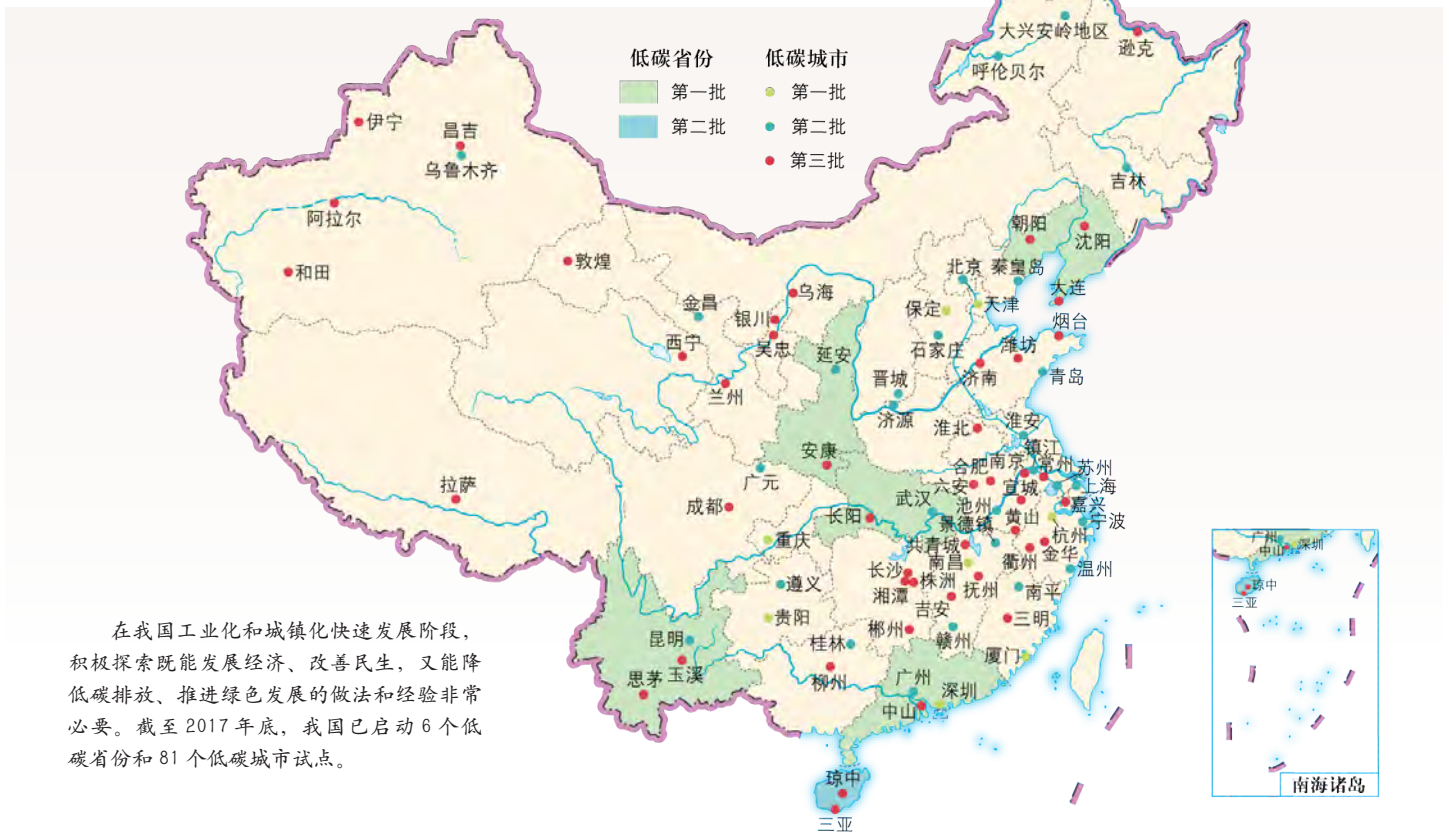 低碳省份
第一批
第二批
低碳城市
第一批
第二批
第三批
大兴安岭地区
逊克
呼伦贝尔
吉林
伊宁
昌吉
乌鲁木齐
阿拉尔
和田
敦煌
朝阳
沈阳
北京
秦皇岛
大连
乌海
金昌
银川
保定
天津
烟台
西宁
吴忠
延安
石家庄
潍坊
兰州
晋城
济南
青岛
济源
淮北
淮安
镇江
安康
合肥
南京
常州
苏州
广元
六安
宣城
上海
拉萨
成都
武汉
池州
嘉兴
长阳
景德镇
黄山
宁波
杭州
重庆
共青城
金华
南昌
衢州
长沙
温州
遵义
株洲
抚州
南平
湘潭
吉安
贵阳
三明
郴州
赣州
昆明
桂林
厦门
玉溪
柳州
思茅
广州
深圳
中山
琼中
三亚
广州
深圳
中山
琼中
三亚
南海诸岛
在我国工业化和城镇化快速发展阶段，
积极探索既能发展经济、改善民生，又能降
低碳排放、推进绿色发展的做法和经验非常
必要。截至 2017 年底，我国已启动 6 个低
碳省份和 81 个低碳城市试点。